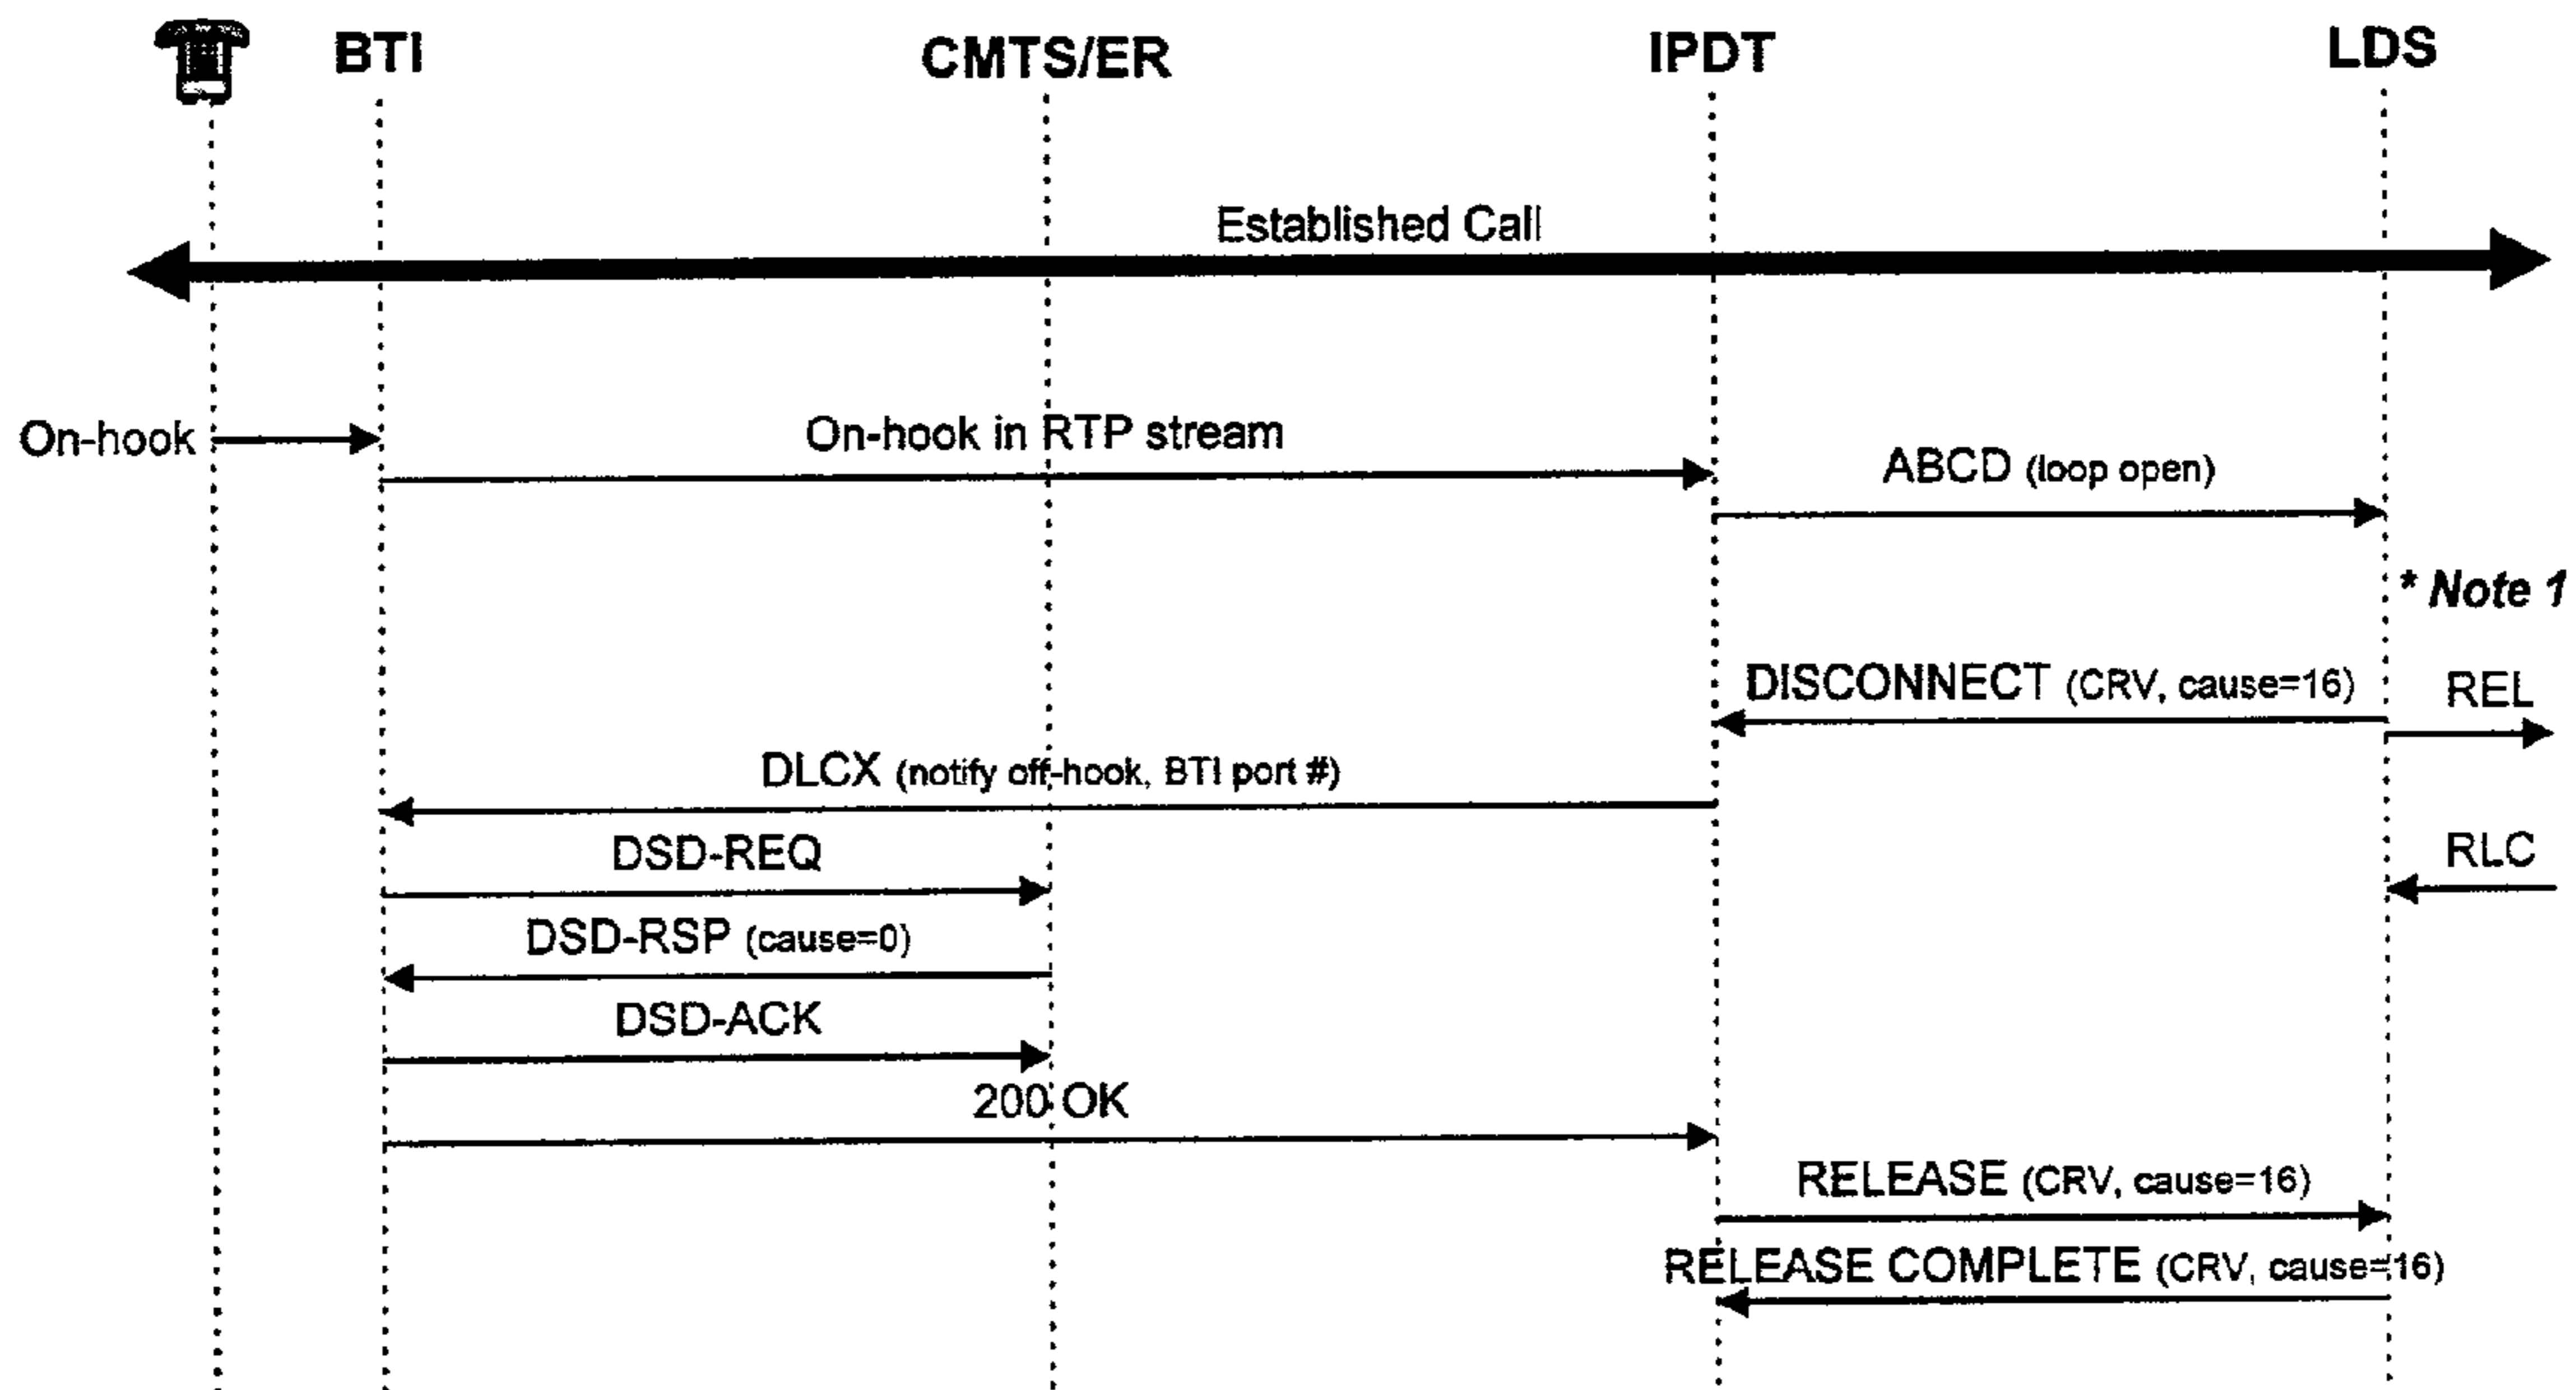 BTI
CMTS/ER
IPDT
LDS
Established Call
On-hook
On-hook in RTP stream
ABCD (loop open)
* Note 1
DISCONNECT (CRV, cause=16)
REL
DLCX (notify off-hook, BTI port #)
DSD-REQ
RLC
DSD-RSP (cause=0)
DSD-ACK
200 OK
RELEASE (CRV, cause=16)
RELEASE COMPLETE (CRV, cause=16)